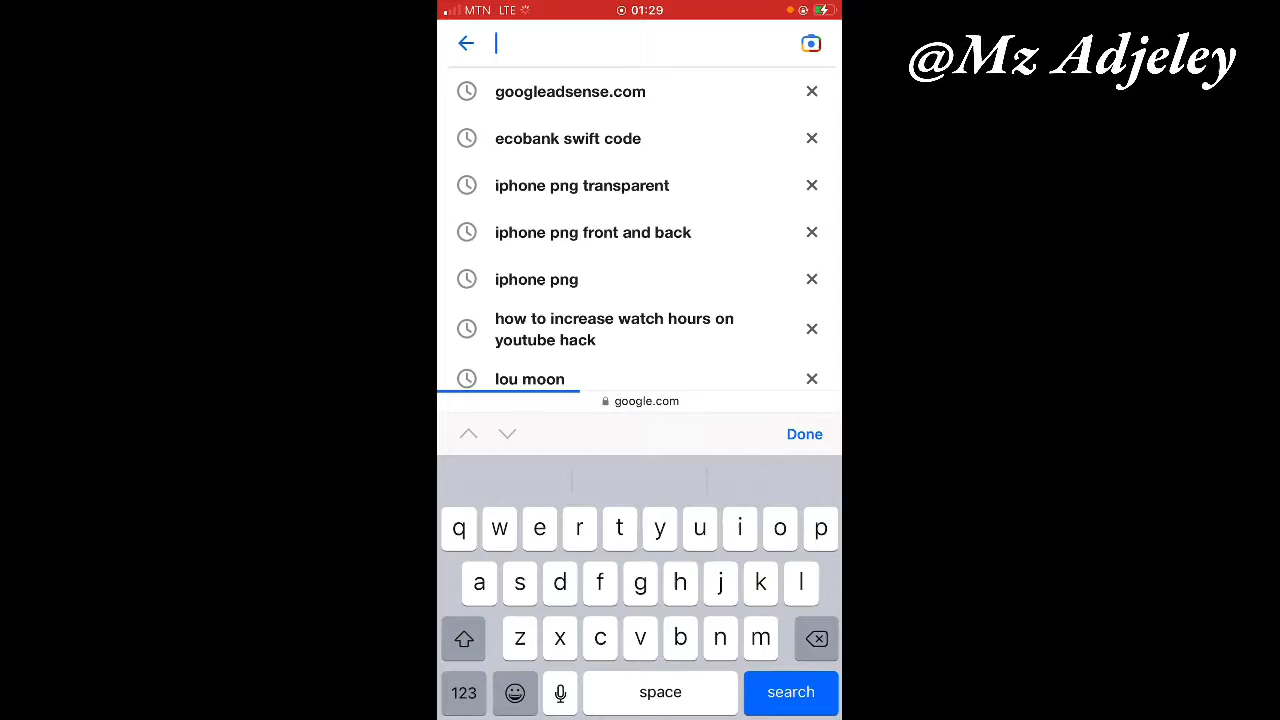 MTN LTE 01:29
@Mz Adjeley
googleadsense.com
ecobank swift code
iphone png transparent
iphone png front and back
iphone png
how to increase watch hours on
youtube hack
lou moon
google.com
Done
q w e r t y u i o p
a s d f g h j k l
z x c v b n m
123 space search